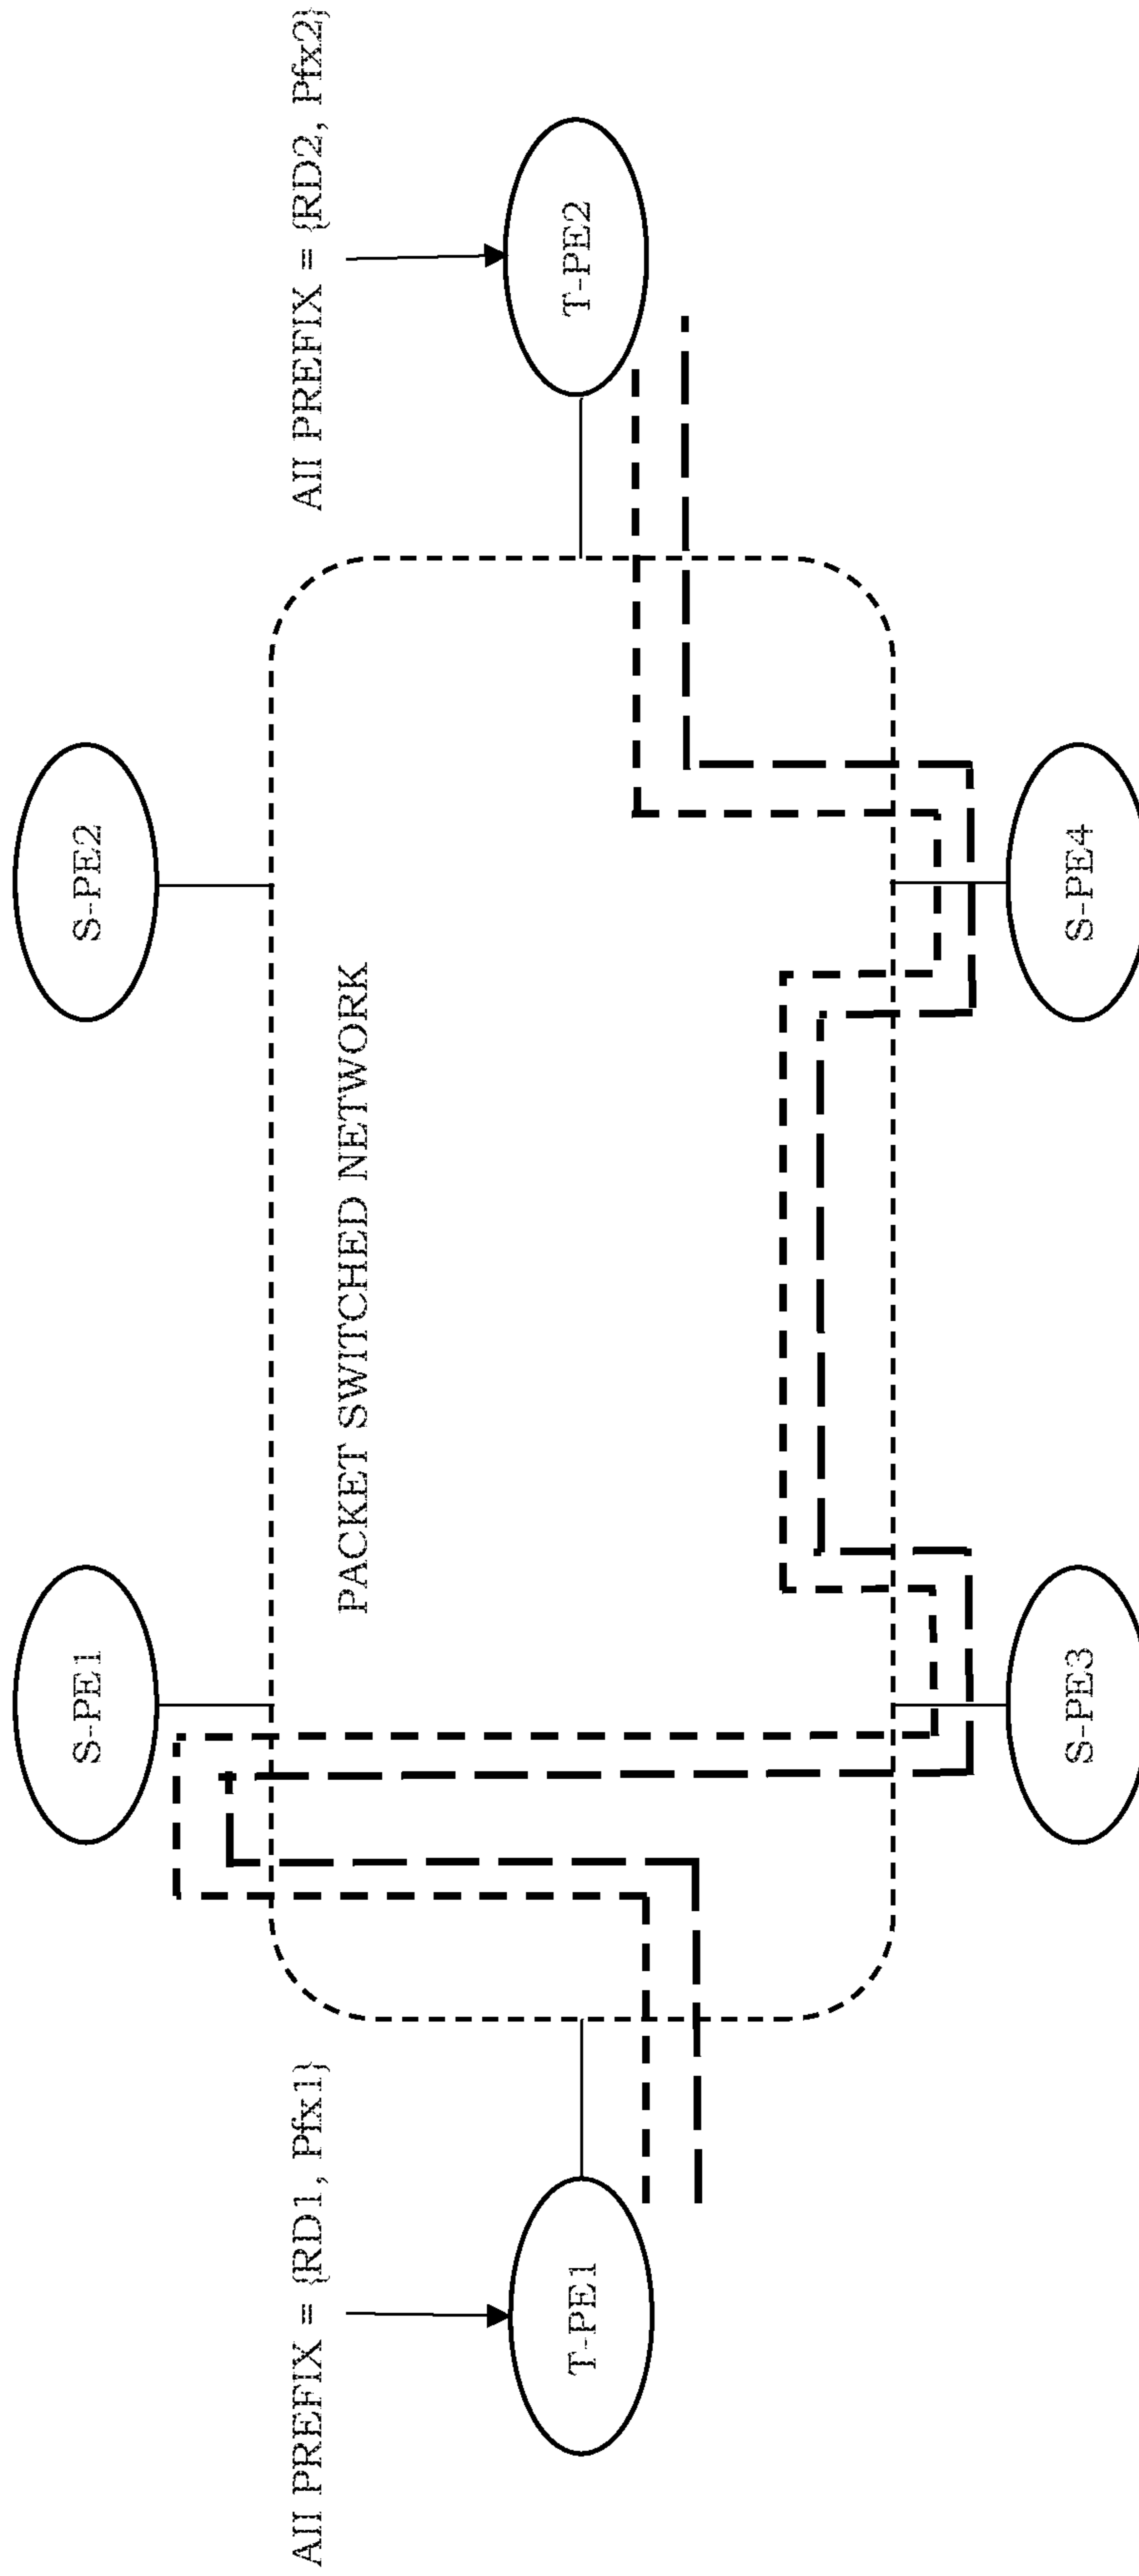 S-PE1
S-PE2
AII PREFIX = {RD1, Pfx1}
AII PREFIX = {RD2, Pfx2}
PACKET SWITCHED NETWORK
T-PE1
T-PE2
S-PE3
S-PE4